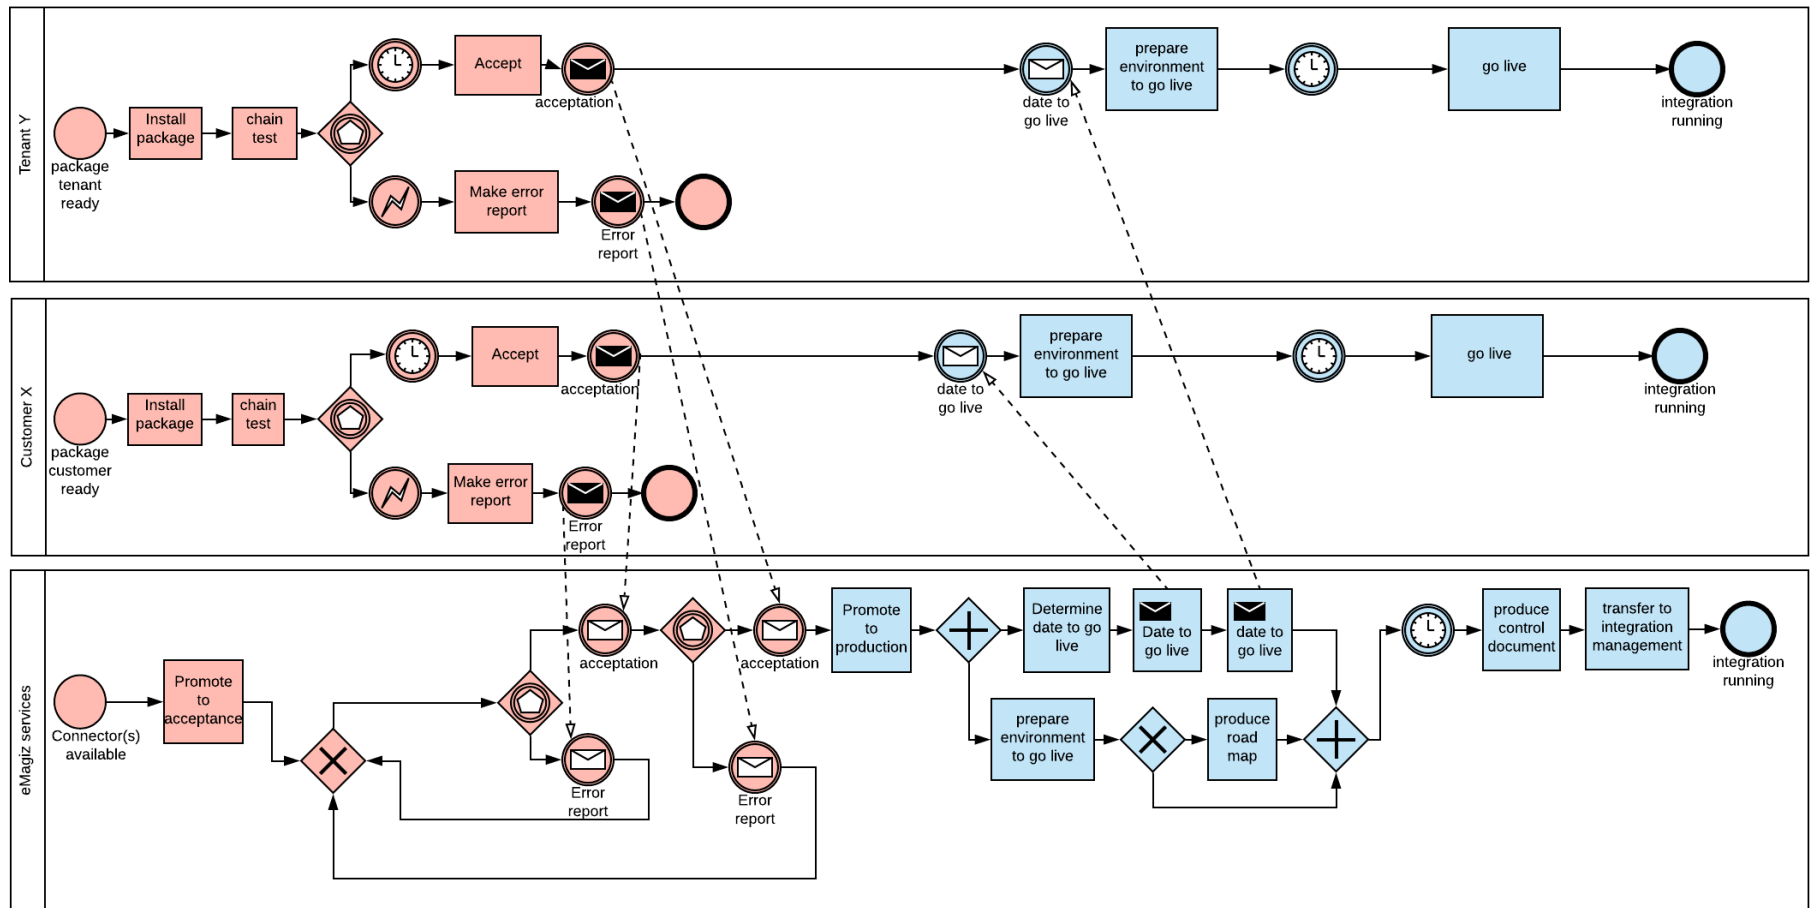 Tenant Y
package
tenant
ready
Install
package
chain
test
Accept
acceptation
Make error
report
Error
report
date to
go live
prepare
environment
to go live
go live
integration
running
Customer X
package
customer
ready
Install
package
chain
test
Accept
acceptation
Make error
report
Error
report
date to
go live
prepare
environment
to go live
go live
integration
running
eMagiz services
Connector(s)
available
Promote
to
acceptance
acceptation
Error
report
acceptation
Error
report
Promote
to
production
Determine
date to go
live
Date to
go live
date to
go live
prepare
environment
to go live
produce
road
map
produce
control
document
transfer to
integration
management
integration
running